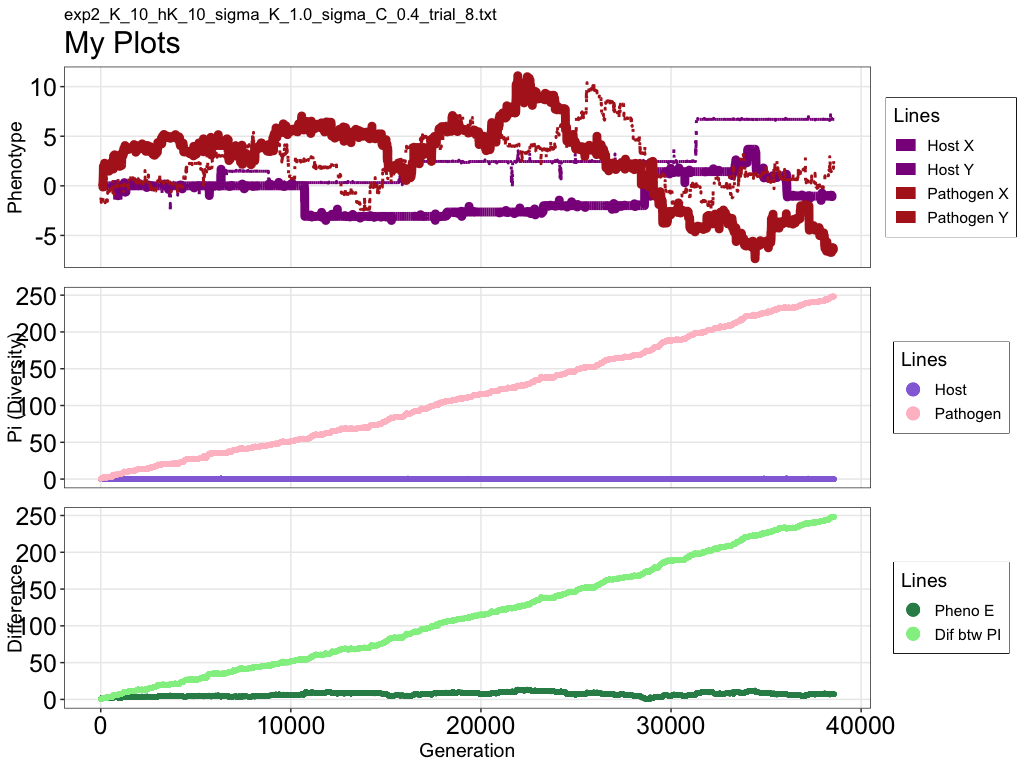 exp2_K_10_hK_10_sigma_K_1.0_sigma_C_0.4_trial_8.txt
My Plots
Phenotype
10
5
0
-5
Lines
Host X
Host Y
Pathogen X
Pathogen Y
Pi (Diversity)
250
200
150
100
50
0
Lines
Host
Pathogen
Difference
250
200
150
100
50
0
Lines
Pheno E
Dif btw PI
0 10000 20000 30000 40000
Generation